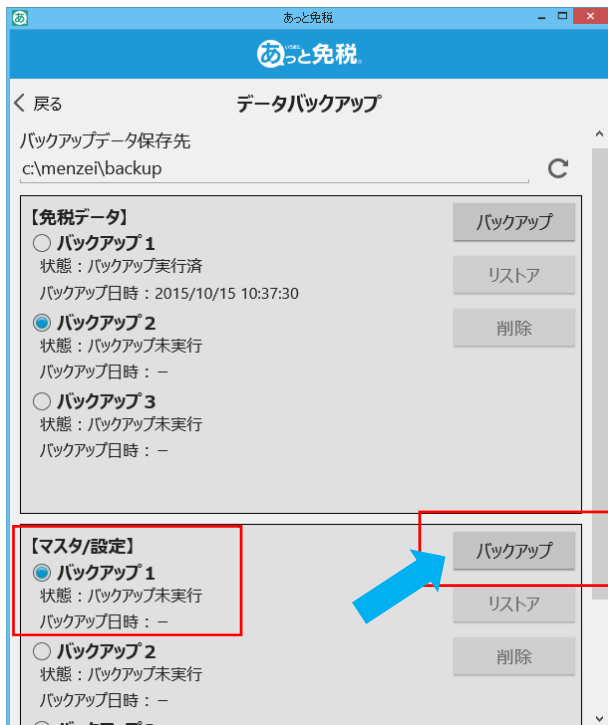 あ
あっと免税
あっと免税
戻る
データバックアップ
バックアップデータ保存先
c:\menzei\backup
【免税データ】
バックアップ
バックアップ 1
状態：バックアップ実行済
リストア
バックアップ日時：2015/10/15 10:37:30
バックアップ 2
削除
状態：バックアップ未実行
バックアップ日時：－
バックアップ 3
状態：バックアップ未実行
バックアップ日時：－
【マスタ/設定】
バックアップ
バックアップ 1
状態：バックアップ未実行
リストア
バックアップ日時：－
バックアップ 2
削除
状態：バックアップ未実行
バックアップ日時：－